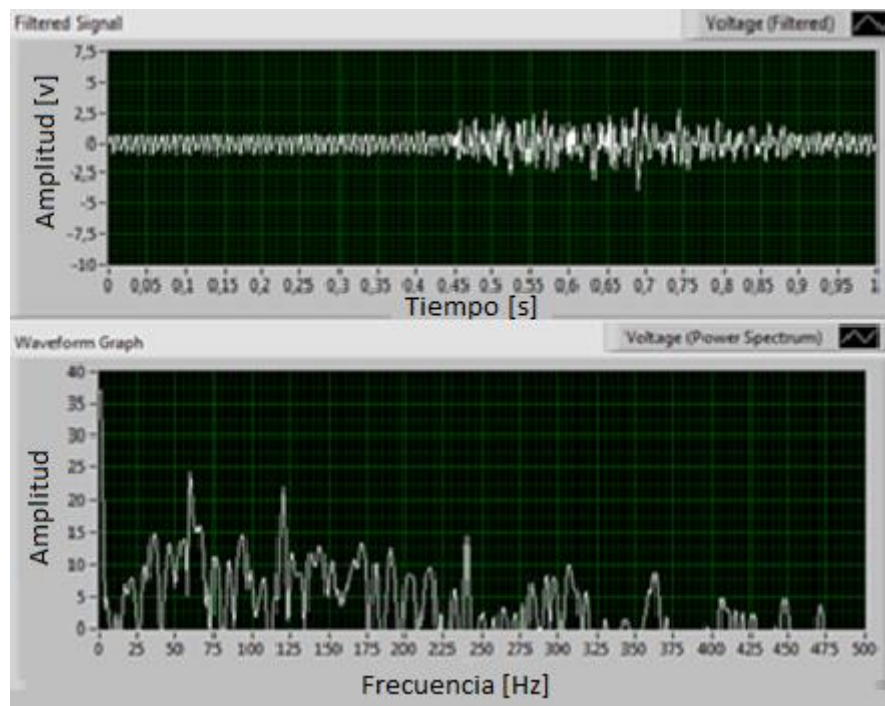 Filtered Signal
Voltage (Filtered)
Amplitud [v]
7,5
5
2,5
0
-2,5
-5
-7,5
-10
0 0,05 0,1 0,15 0,2 0,25 0,3 0,35 0,4 0,45 0,5 0,55 0,6 0,65 0,7 0,75 0,8 0,85 0,9 0,95 1
Tiempo [s]
Waveform Graph
Voltage (Power Spectrum)
Amplitud
40
35
30
25
20
15
10
5
0
0 25 50 75 100 125 150 175 200 225 250 275 300 325 350 375 400 425 450 475 500
Frecuencia [Hz]